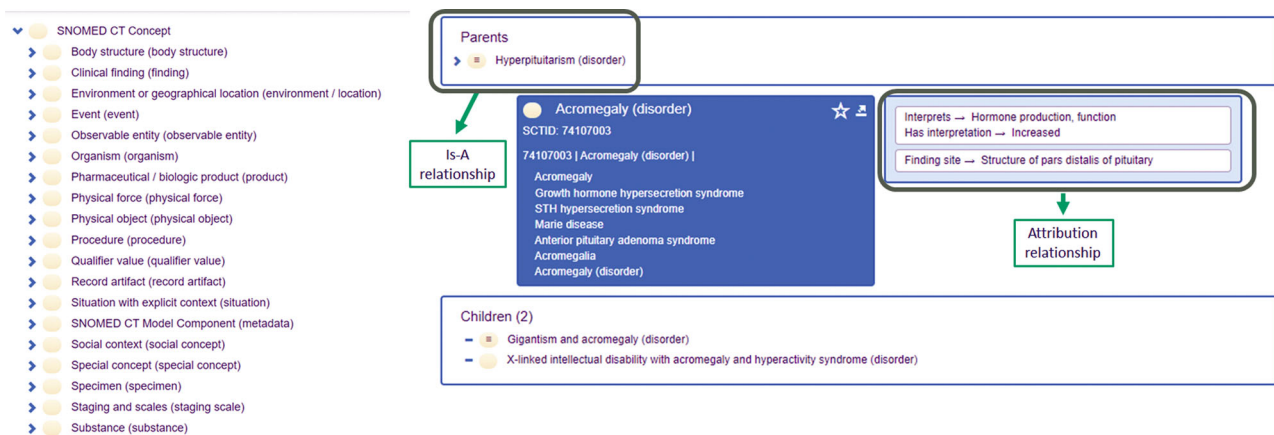 SNOMED CT Concept
Body structure (body structure)
Clinical finding (finding)
Environment or geographical location (environment / location)
Event (event)
Observable entity (observable entity)
Organism (organism)
Pharmaceutical / biologic product (product)
Physical force (physical force)
Physical object (physical object)
Procedure (procedure)
Qualifier value (qualifier value)
Record artifact (record artifact)
Situation with explicit context (situation)
SNOMED CT Model Component (metadata)
Social context (social concept)
Special concept (special concept)
Specimen (specimen)
Staging and scales (staging scale)
Substance (substance)
Parents
Hyperpituitarism (disorder)
Is-A
relationship
Acromegaly (disorder)
SCTID: 74107003
74107003 | Acromegaly (disorder) |
Acromegaly
Growth hormone hypersecretion syndrome
STH hypersecretion syndrome
Marie disease
Anterior pituitary adenoma syndrome
Acromegalia
Acromegaly (disorder)
Interprets → Hormone production, function
Has interpretation → Increased
Finding site → Structure of pars distalis of pituitary
Attribution
relationship
Children (2)
Gigantism and acromegaly (disorder)
X-linked intellectual disability with acromegaly and hyperactivity syndrome (disorder)